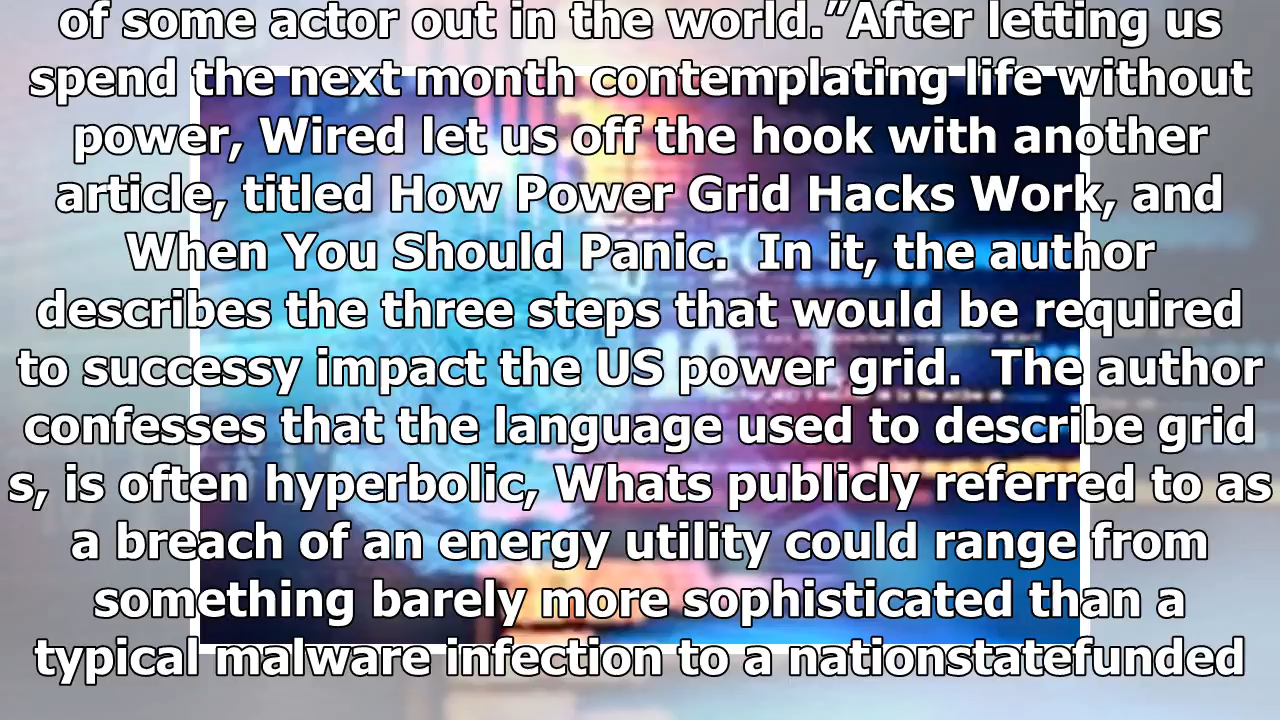 of some actor out in the world.”After letting us
spend the next month contemplating life without
power, Wired let us off the hook with another
article, titled How Power Grid Hacks Work, and
When You Should Panic.  In it, the author
describes the three steps that would be required
to successy impact the US power grid.  The author
confesses that the language used to describe grid
s, is often hyperbolic, Whats publicly referred to as
a breach of an energy utility could range from
something barely more sophisticated than a
typical malware infection to a nationstatefunded